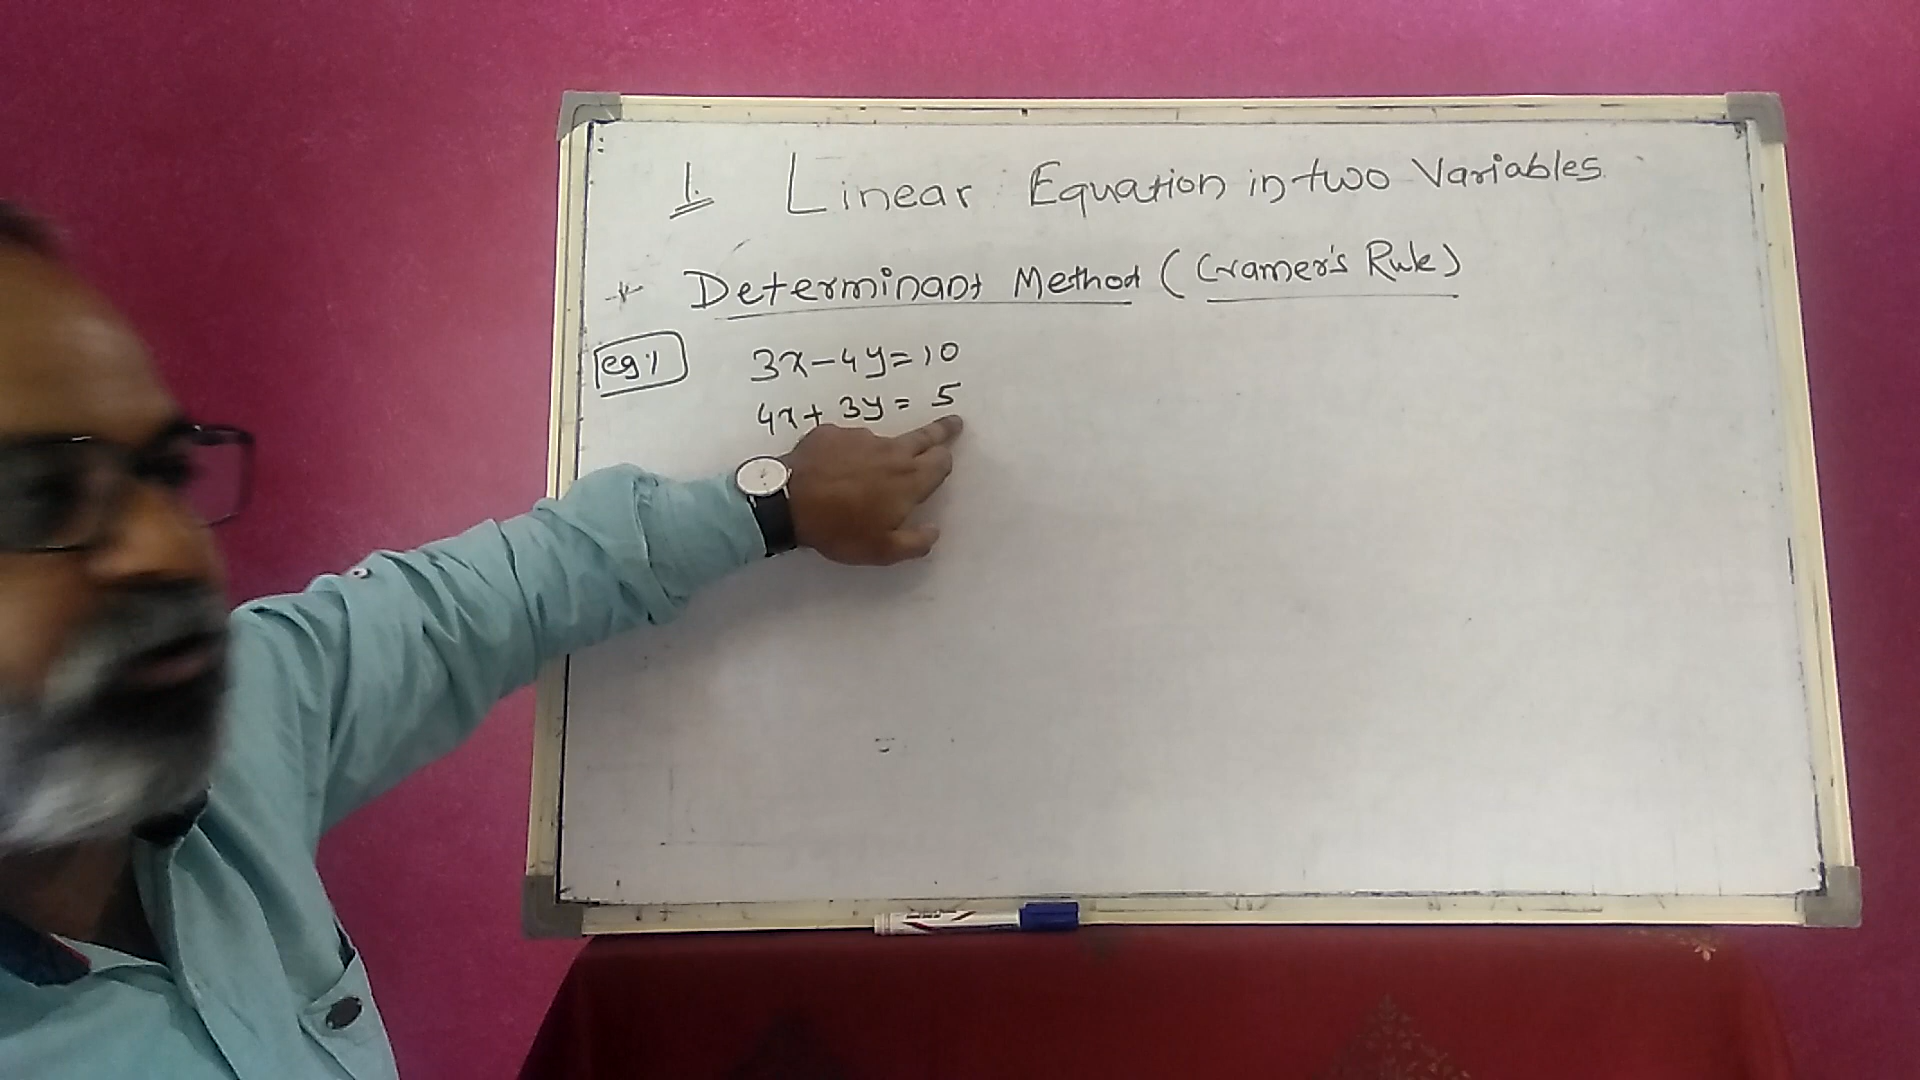 1. Linear Equation in two Variables
* Determinant Method (Cramer's Rule)
eg 1 3x-4y=10
4x+3y= 5